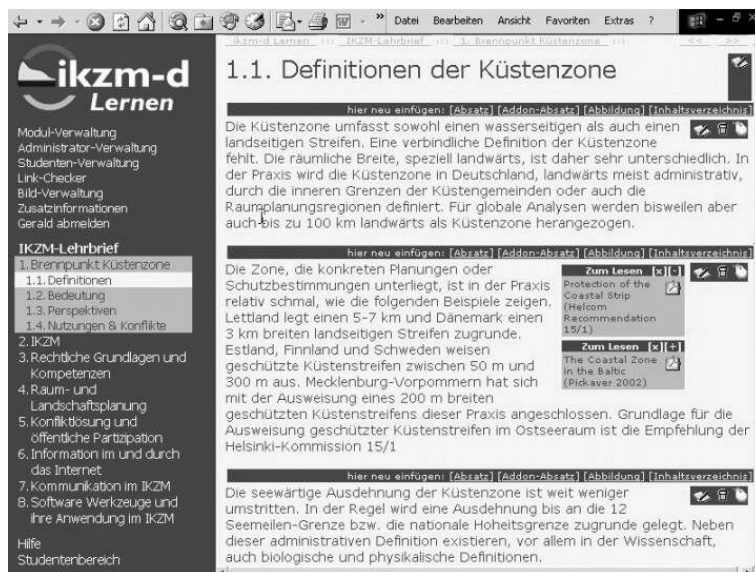 Datei Bearbeiten Ansicht Favoriten Extras ?
ikzm-d Lernen ::: IKZM-Lehrbrief ::: 1. Brennpunkt Küstenzone :::
<< >>
ikzm-d
Lernen
Modul-Verwaltung
Administrator-Verwaltung
Studenten-Verwaltung
Link-Checker
Bild-Verwaltung
Zusatzinformationen
Gerald abmelden
IKZM-Lehrbrief
1. Brennpunkt Küstenzone
1.1. Definitionen
1.2. Bedeutung
1.3. Perspektiven
1.4. Nutzungen & Konflikte
2. IKZM
3. Rechtliche Grundlagen und
Kompetenzen
4. Raum- und
Landschaftsplanung
5. Konfliktlösung und
öffentliche Partizipation
6. Information im und durch
das Internet
7. Kommunikation im IKZM
8. Software Werkzeuge und
ihre Anwendung im IKZM
Hilfe
Studentenbereich
1.1. Definitionen der Küstenzone
hier neu einfügen: [Absatz] [Addon-Absatz] [Abbildung] [Inhaltsverzeichnis]
Die Küstenzone umfasst sowohl einen wasserseitigen als auch einen
landseitigen Streifen. Eine verbindliche Definition der Küstenzone
fehlt. Die räumliche Breite, speziell landwärts, ist daher sehr unterschiedlich. In
der Praxis wird die Küstenzone in Deutschland, landwärts meist administrativ,
durch die inneren Grenzen der Küstengemeinden oder auch die
Raumplanungsregionen definiert. Für globale Analysen werden bisweilen aber
auch bis zu 100 km landwärts als Küstenzone herangezogen.
hier neu einfügen: [Absatz] [Addon-Absatz] [Abbildung] [Inhaltsverzeichnis]
Die Zone, die konkreten Planungen oder
Schutzbestimmungen unterliegt, ist in der Praxis
relativ schmal, wie die folgenden Beispiele zeigen.
Lettland legt einen 5-7 km und Dänemark einen
3 km breiten landseitigen Streifen zugrunde.
Estland, Finnland und Schweden weisen
geschützte Küstenstreifen zwischen 50 m und
300 m aus. Mecklenburg-Vorpommern hat sich
mit der Ausweisung eines 200 m breiten
geschützten Küstenstreifens dieser Praxis angeschlossen. Grundlage für die
Ausweisung geschützter Küstenstreifen im Ostseeraum ist die Empfehlung der
Helsinki-Kommission 15/1
Zum Lesen [x][-]
Protection of the
Coastal Strip
(Helcom
Recommendation
15/1)
Zum Lesen [x][+]
The Coastal Zone
in the Baltic
(Pickaver 2002)
hier neu einfügen: [Absatz] [Addon-Absatz] [Abbildung] [Inhaltsverzeichnis]
Die seewärtige Ausdehnung der Küstenzone ist weit weniger
umstritten. In der Regel wird eine Ausdehnung bis an die 12
Seemeilen-Grenze bzw. die nationale Hoheitsgrenze zugrunde gelegt. Neben
dieser administrativen Definition existieren, vor allem in der Wissenschaft,
auch biologische und physikalische Definitionen.